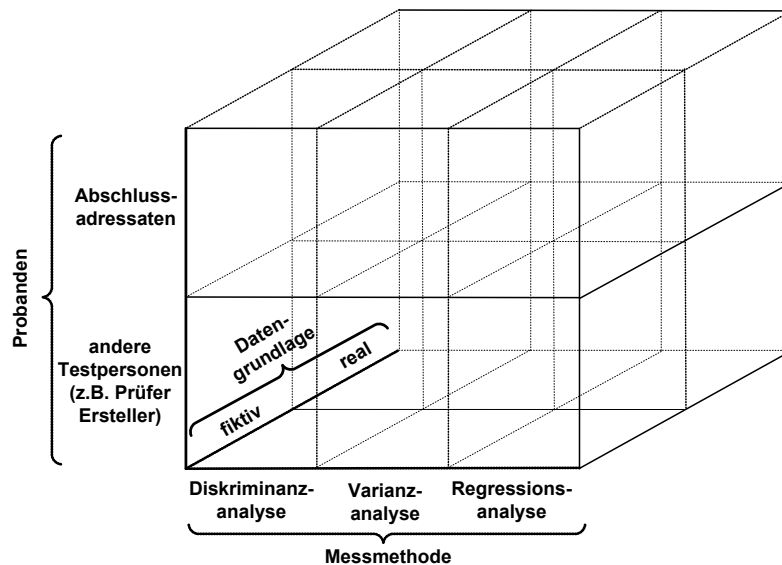 Probanden
Abschluss-
adressaten
andere
Testpersonen
(z.B. Prüfer
Ersteller)
Daten-
grundlage
fiktiv
real
Diskriminanz-
analyse
Varianz-
analyse
Regressions-
analyse
Messmethode